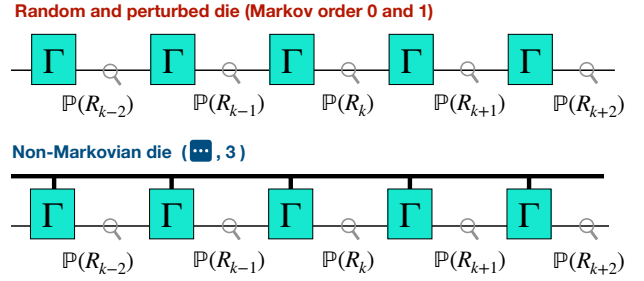 Random and perturbed die (Markov order 0 and 1)
Γ Γ Γ Γ Γ
ℙ(R_{k−2}) ℙ(R_{k−1}) ℙ(R_k) ℙ(R_{k+1}) ℙ(R_{k+2})
Non-Markovian die ( ... , 3 )
Γ Γ Γ Γ Γ
ℙ(R_{k−2}) ℙ(R_{k−1}) ℙ(R_k) ℙ(R_{k+1}) ℙ(R_{k+2})